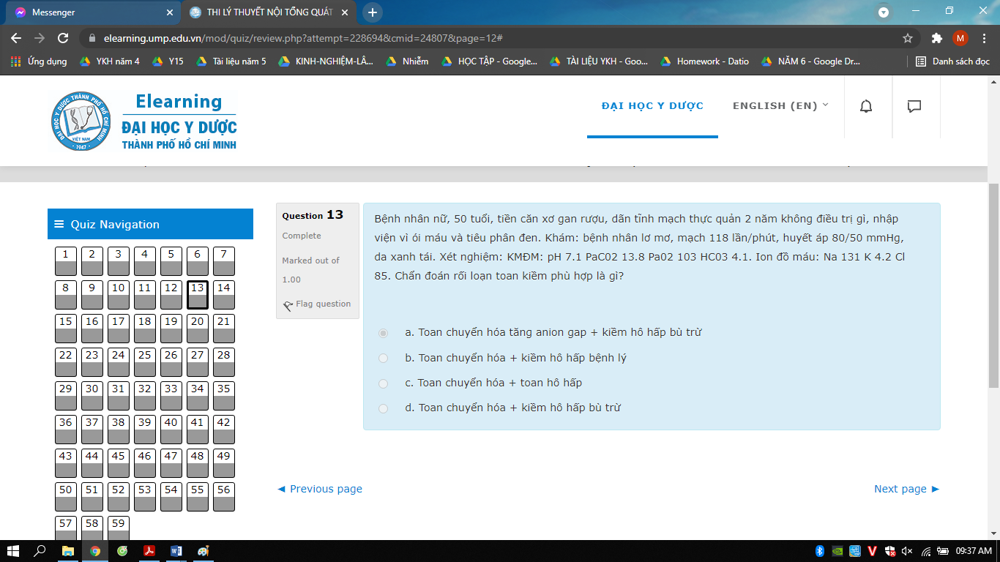 Messenger
THI LÝ THUYẾT NỘI TỔNG QUÁT
elearning.ump.edu.vn/mod/quiz/review.php?attempt=228694&cmid=24807&page=12#
M
Ứng dụng YKH năm 4 Y15 Tài liệu năm 5 KINH-NGHIỆM-LÂ... Nhiễm HỌC TẬP - Google... TÀI LIỆU YKH - Goo... Homework - Datio NĂM 6 - Google Dr... Danh sách đọc
ĐẠI HỌC Y DƯỢC THÀNH PHỐ HỒ CHÍ MINH
VIỆT NAM
1947
Elearning
ĐẠI HỌC Y DƯỢC
THÀNH PHỐ HỒ CHÍ MINH
ĐẠI HỌC Y DƯỢC ENGLISH (EN)
Quiz Navigation
1 2 3 4 5 6 7
8 9 10 11 12 13 14
15 16 17 18 19 20 21
22 23 24 25 26 27 28
29 30 31 32 33 34 35
36 37 38 39 40 41 42
43 44 45 46 47 48 49
50 51 52 53 54 55 56
57 58 59
Question 13
Complete
Marked out of
1.00
Flag question
Bệnh nhân nữ, 50 tuổi, tiền căn xơ gan rượu, dãn tĩnh mạch thực quản 2 năm không điều trị gì, nhập
viện vì ói máu và tiêu phân đen. Khám: bệnh nhân lơ mơ, mạch 118 lần/phút, huyết áp 80/50 mmHg,
da xanh tái. Xét nghiệm: KMĐM: pH 7.1 PaC02 13.8 Pa02 103 HC03 4.1. Ion đồ máu: Na 131 K 4.2 Cl
85. Chẩn đoán rối loạn toan kiềm phù hợp là gì?
a. Toan chuyển hóa tăng anion gap + kiềm hô hấp bù trừ
b. Toan chuyển hóa + kiềm hô hấp bệnh lý
c. Toan chuyển hóa + toan hô hấp
d. Toan chuyển hóa + kiềm hô hấp bù trừ
◄ Previous page
Next page ►
09:37 AM